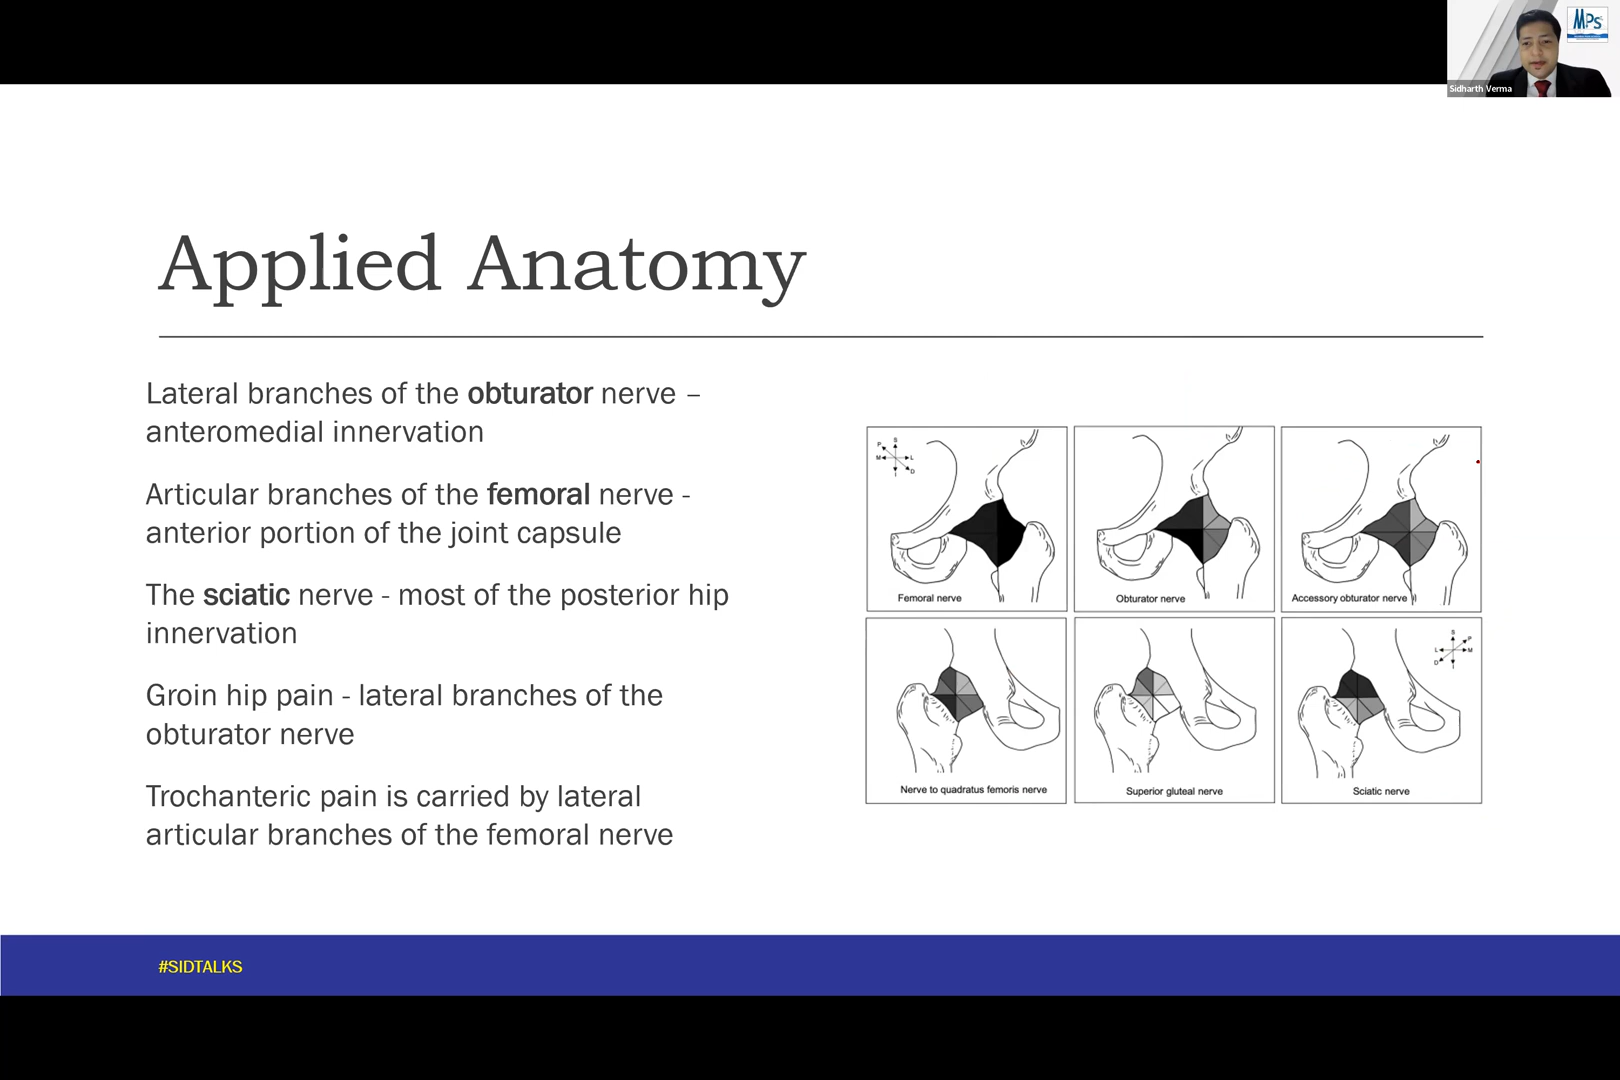 MPS
Sidharth Verma
Applied Anatomy
Lateral branches of the obturator nerve –
anteromedial innervation
Articular branches of the femoral nerve -
anterior portion of the joint capsule
The sciatic nerve - most of the posterior hip
innervation
Groin hip pain - lateral branches of the
obturator nerve
Trochanteric pain is carried by lateral
articular branches of the femoral nerve
P S
M L
I D
Femoral nerve
Obturator nerve
Accessory obturator nerve
S P
L M
D I
Nerve to quadratus femoris nerve
Superior gluteal nerve
Sciatic nerve
#SIDTALKS